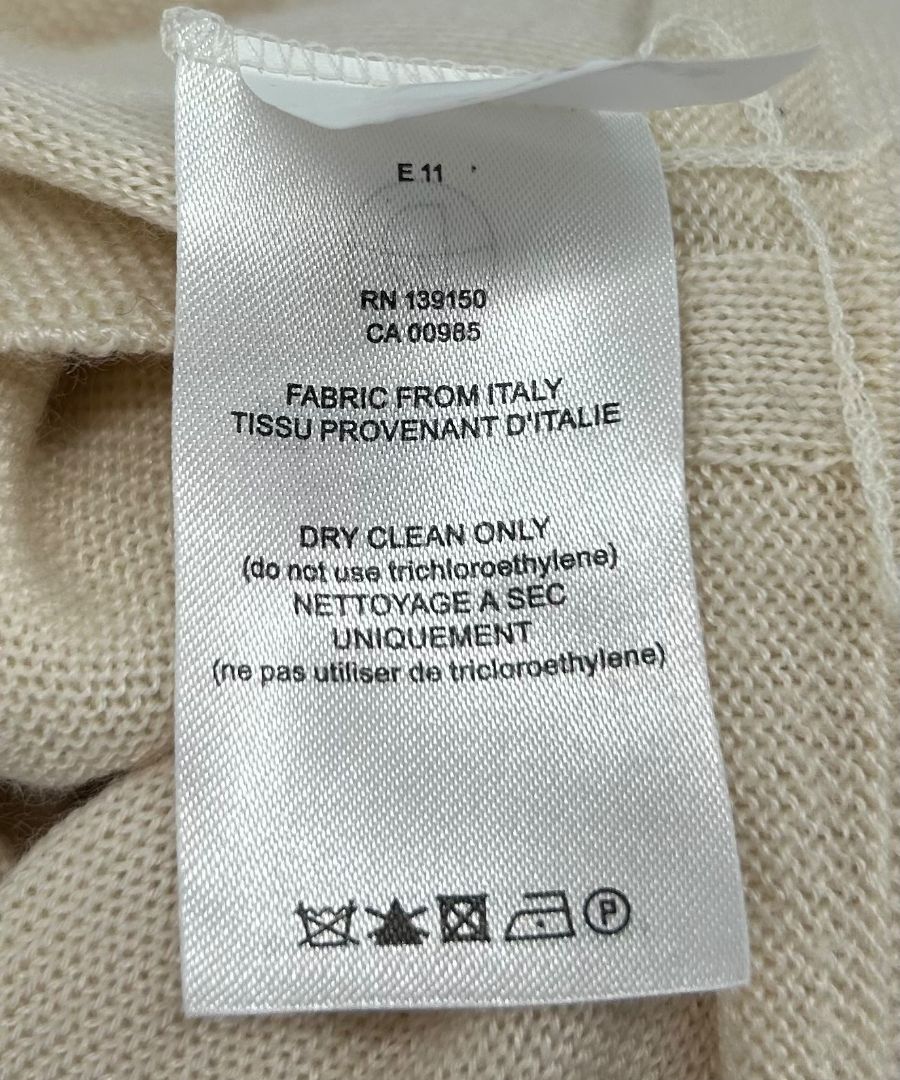 E 11
RN 139150
CA 00985
FABRIC FROM ITALY
TISSU PROVENANT D'ITALIE
DRY CLEAN ONLY
(do not use trichloroethylene)
NETTOYAGE A SEC
UNIQUEMENT
(ne pas utiliser de tricloroethylene)
P